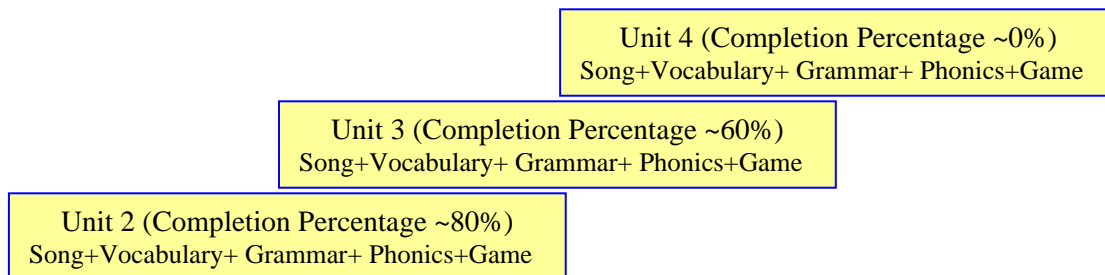 Unit 4 (Completion Percentage ~0%)
Song+Vocabulary+ Grammar+ Phonics+Game
Unit 3 (Completion Percentage ~60%)
Song+Vocabulary+ Grammar+ Phonics+Game
Unit 2 (Completion Percentage ~80%)
Song+Vocabulary+ Grammar+ Phonics+Game